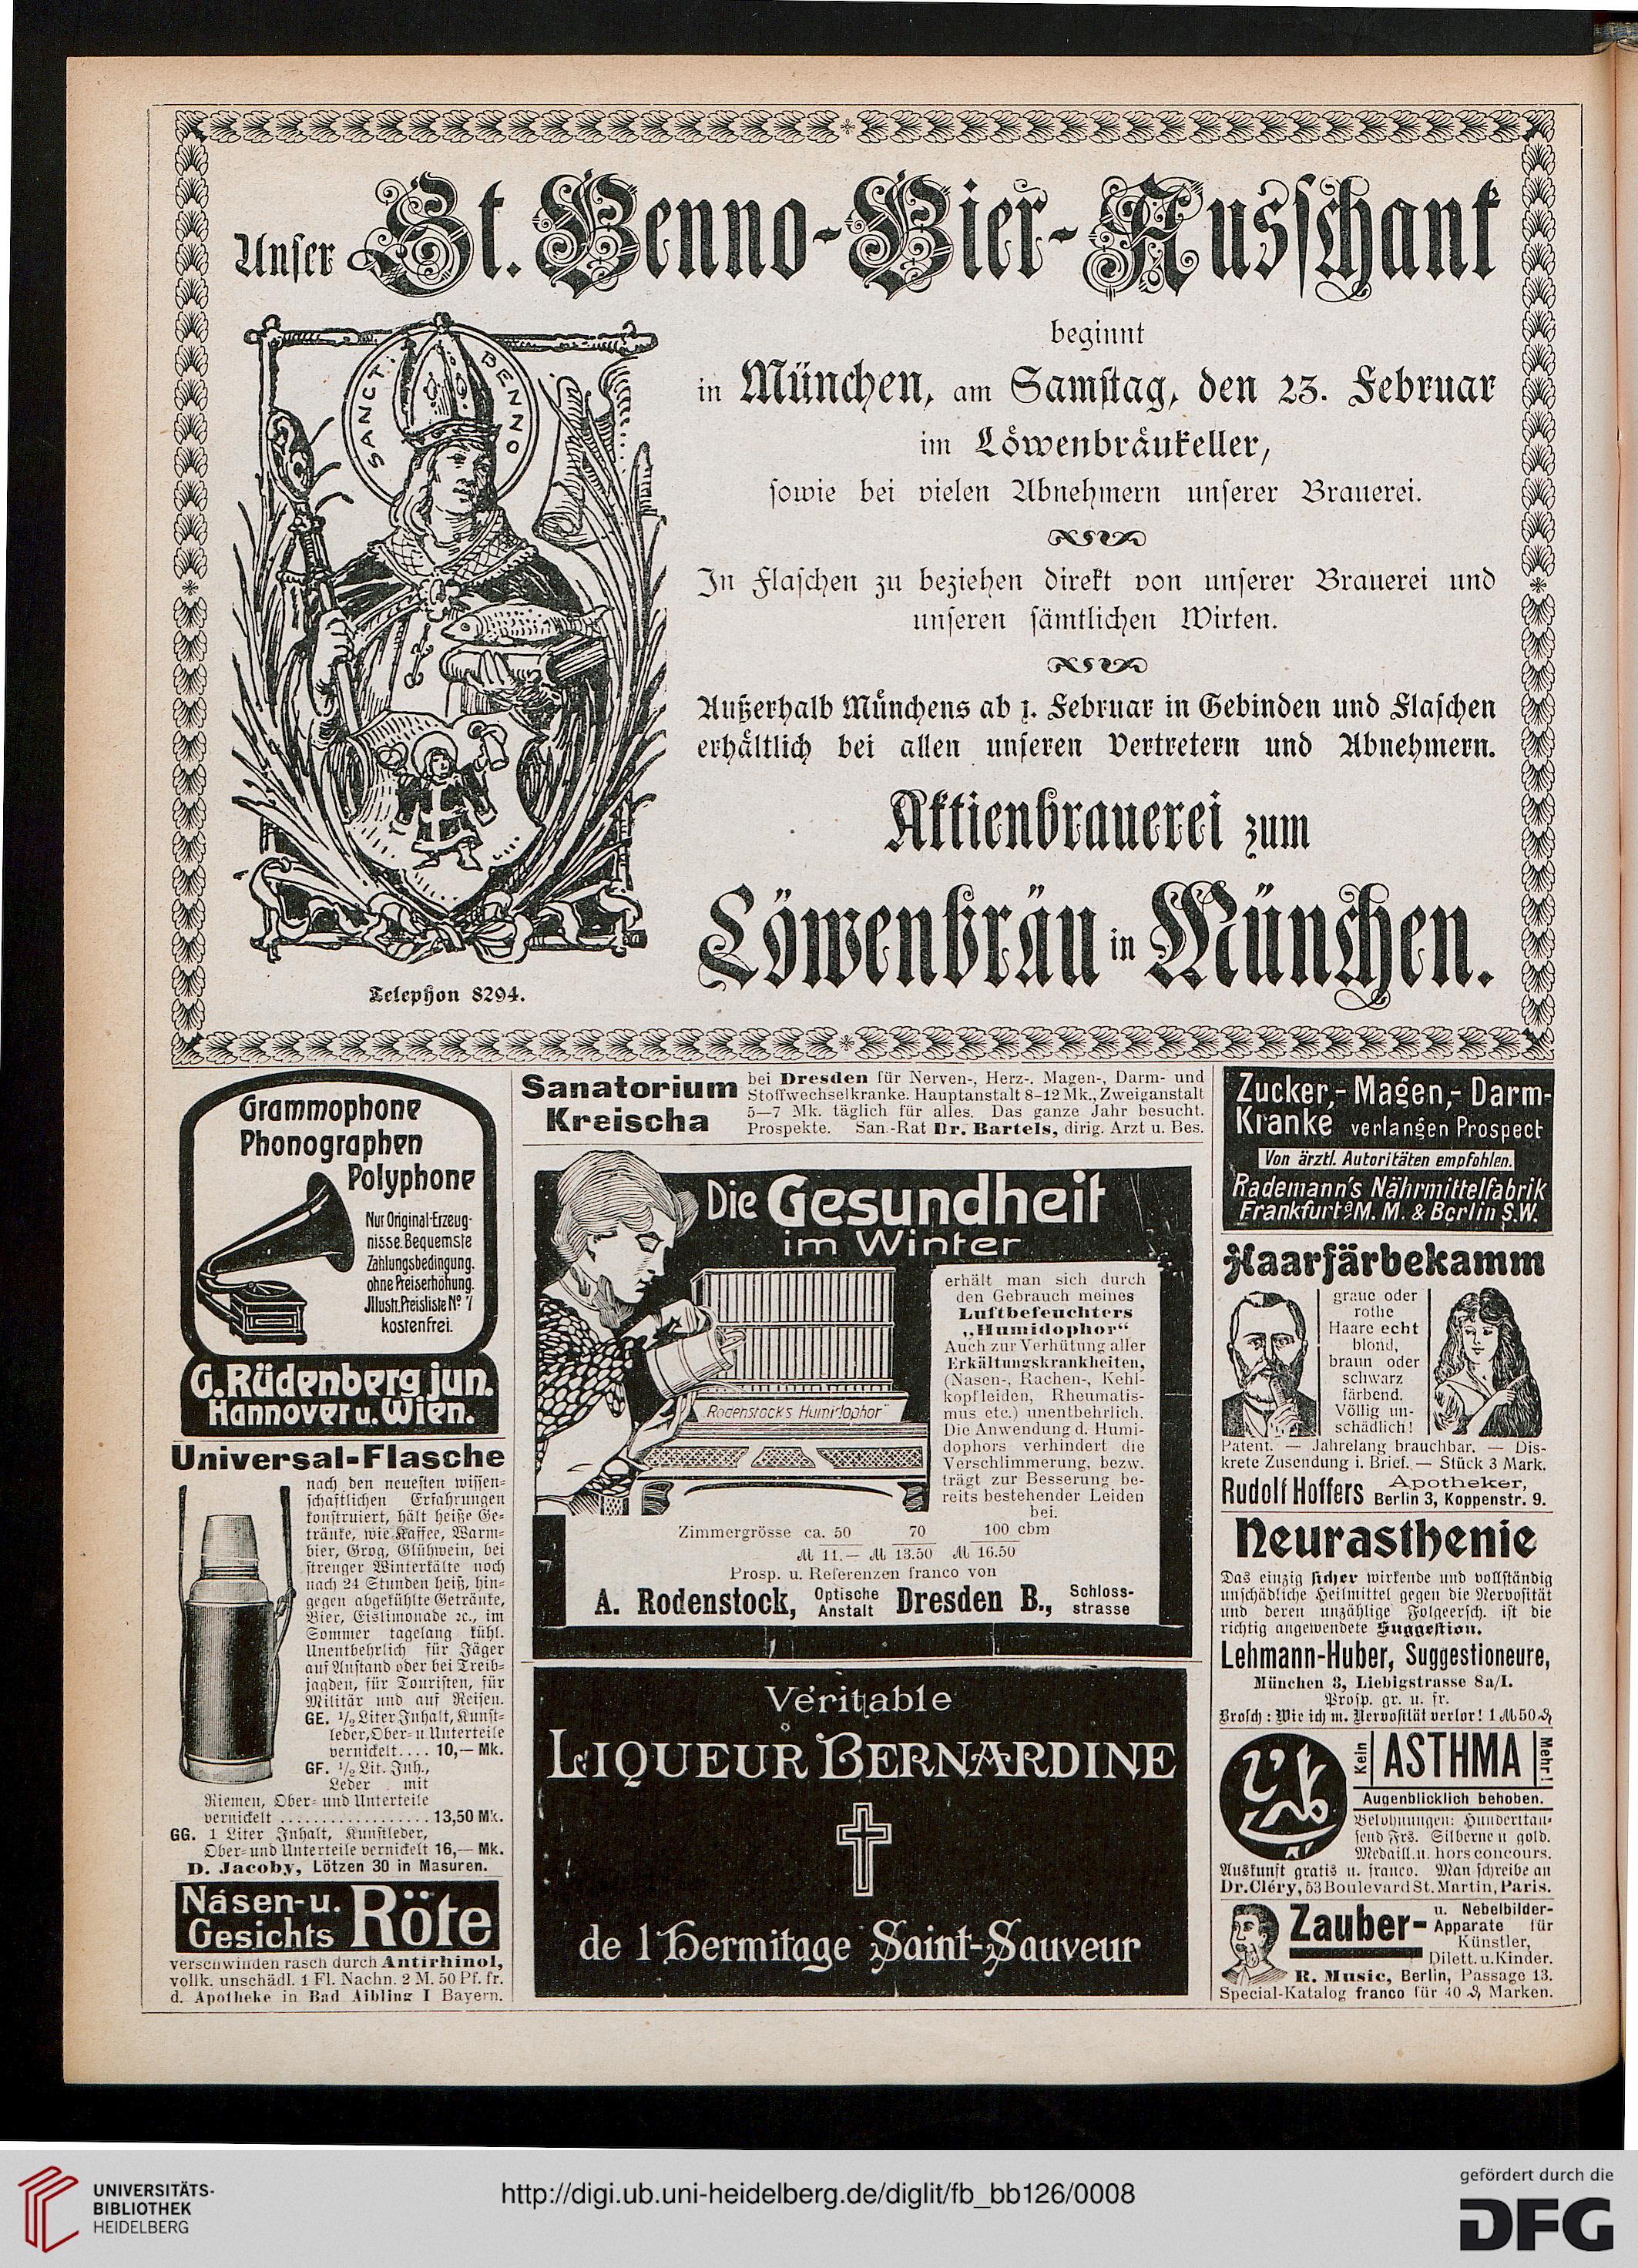 Unser St. Benno-Bier-Ausschank
SANCT. BENNO
beginnt
in München, am Samstag, den 23. Februar
im Löwenbräukeller,
sowie bei vielen Abnehmern unserer Brauerei.
In Flaschen zu beziehen direkt von unserer Brauerei und
unseren sämtlichen Wirten.
Außerhalb Münchens ab 1. Februar in Gebinden und Flaschen
erhältlich bei allen unseren Vertretern und Abnehmern.
Aktienbrauerei zum
Löwenbräu in München.
Telephon 8294.
Grammophone
Phonographen
Polyphone
Nur Original-Erzeug-
nisse. Bequemste
Zahlungsbedingung.
ohne Preiserhöhung.
Jllustr. Preisliste No 7
kostenfrei.
G. Rüdenberg jun.
Hannover u. Wien.
Universal-Flasche
nach den neuesten wissen-
schaftlichen Erfahrungen
konstruiert, hält heiße Ge-
tränke, wie Kaffee, Warm-
bier, Grog, Glühwein, bei
strenger Winterkälte noch
nach 24 Stunden heiß, hin-
gegen abgekühlte Getränke,
Bier, Eislimonade ꝛc., im
Sommer tagelang kühl.
Unentbehrlich für Jäger
auf Anstand oder bei Treib-
jagden, für Touristen, für
Militär und auf Reisen.
GE. 1/2 Liter Inhalt, Kunst-
leder, Ober- u Unterteile
vernickelt.... 10,— Mk.
GF. 1/2 Lit. Inh.,
Leder mit
Riemen, Ober- und Unterteile
vernickelt .................. 13,50 Mk.
GG. 1 Liter Inhalt, Kunstleder,
Ober- und Unterteile vernickelt 16,— Mk.
D. Jacoby, Lötzen 30 in Masuren.
Nasen- u.
Gesichts Röte
verschwinden rasch durch Antirhinol,
vollk. unschädl. 1 Fl. Nachn. 2 M. 50 Pf. fr.
d. Apotheke in Bad Aibling I Bayern.
Sanatorium
Kreischa
bei Dresden für Nerven-, Herz-, Magen-, Darm- und
Stoffwechselkranke. Hauptanstalt 8–12 Mk., Zweiganstalt
5—7 Mk. täglich für alles. Das ganze Jahr besucht.
Prospekte. San.-Rat Dr. Bartels, dirig. Arzt u. Bes.
Die Gesundheit
im Winter
erhält man sich durch
den Gebrauch meines
Luftbefeuchters
„Humidophor“
Auch zur Verhütung aller
Erkältungskrankheiten,
(Nasen-, Rachen-, Kehl-
kopfleiden, Rheumatis-
mus etc.) unentbehrlich.
Die Anwendung d. Humi-
dophors verhindert die
Verschlimmerung, bezw.
trägt zur Besserung be-
reits bestehender Leiden
bei.
Rodenstocks Humidophor
Zimmergrösse ca. 50 70 100 cbm
ℳ 11.— ℳ 13.50 ℳ 16.50
Prosp. u. Referenzen franco von
A. Rodenstock, Optische Anstalt Dresden B., Schloss-strasse
Véritable
LIQUEUR BERNARDINE
de l'Hermitage Saint-Sauveur
Zucker,- Magen,- Darm-
Kranke verlangen Prospect
Von ärztl. Autoritäten empfohlen.
Rademann's Nährmittelfabrik
Frankfurt a M. M. & Berlin S.W.
Haarfärbekamm
graue oder
rothe
Haare echt
blond,
braun oder
schwarz
färbend.
Völlig un-
schädlich!
Patent. — Jahrelang brauchbar. — Dis-
krete Zusendung i. Brief. — Stück 3 Mark.
Rudolf Hoffers Apotheker,
Berlin 3, Koppenstr. 9.
Neurasthenie
Das einzig sicher wirkende und vollständig
unschädliche Heilmittel gegen die Nervosität
und deren unzählige Folgeersch. ist die
richtig angewendete Suggestion.
Lehmann-Huber, Suggestioneure,
München 3, Liebigstrasse 8a/I.
Prosp. gr. u. fr.
Brosch: Wie ich m. Nervosität verlor! 1 ℳ 50 ₰
Kein ASTHMA Mehr!
Augenblicklich behoben.
Belohnungen: Hunderttau-
send Frs. Silberne u gold.
Medaill. u. hors concours.
Auskunft gratis u. franco. Man schreibe an
Dr. Cléry, 53 Boulevard St. Martin, Paris.
Zauber- u. Nebelbilder-
Apparate für
Künstler,
Dilett. u. Kinder.
R. Music, Berlin, Passage 13.
Special-Katalog franco für 40 ₰ Marken.
UNIVERSITÄTS-
BIBLIOTHEK
HEIDELBERG
http://digi.ub.uni-heidelberg.de/diglit/fb_bb126/0008
gefördert durch die
DFG